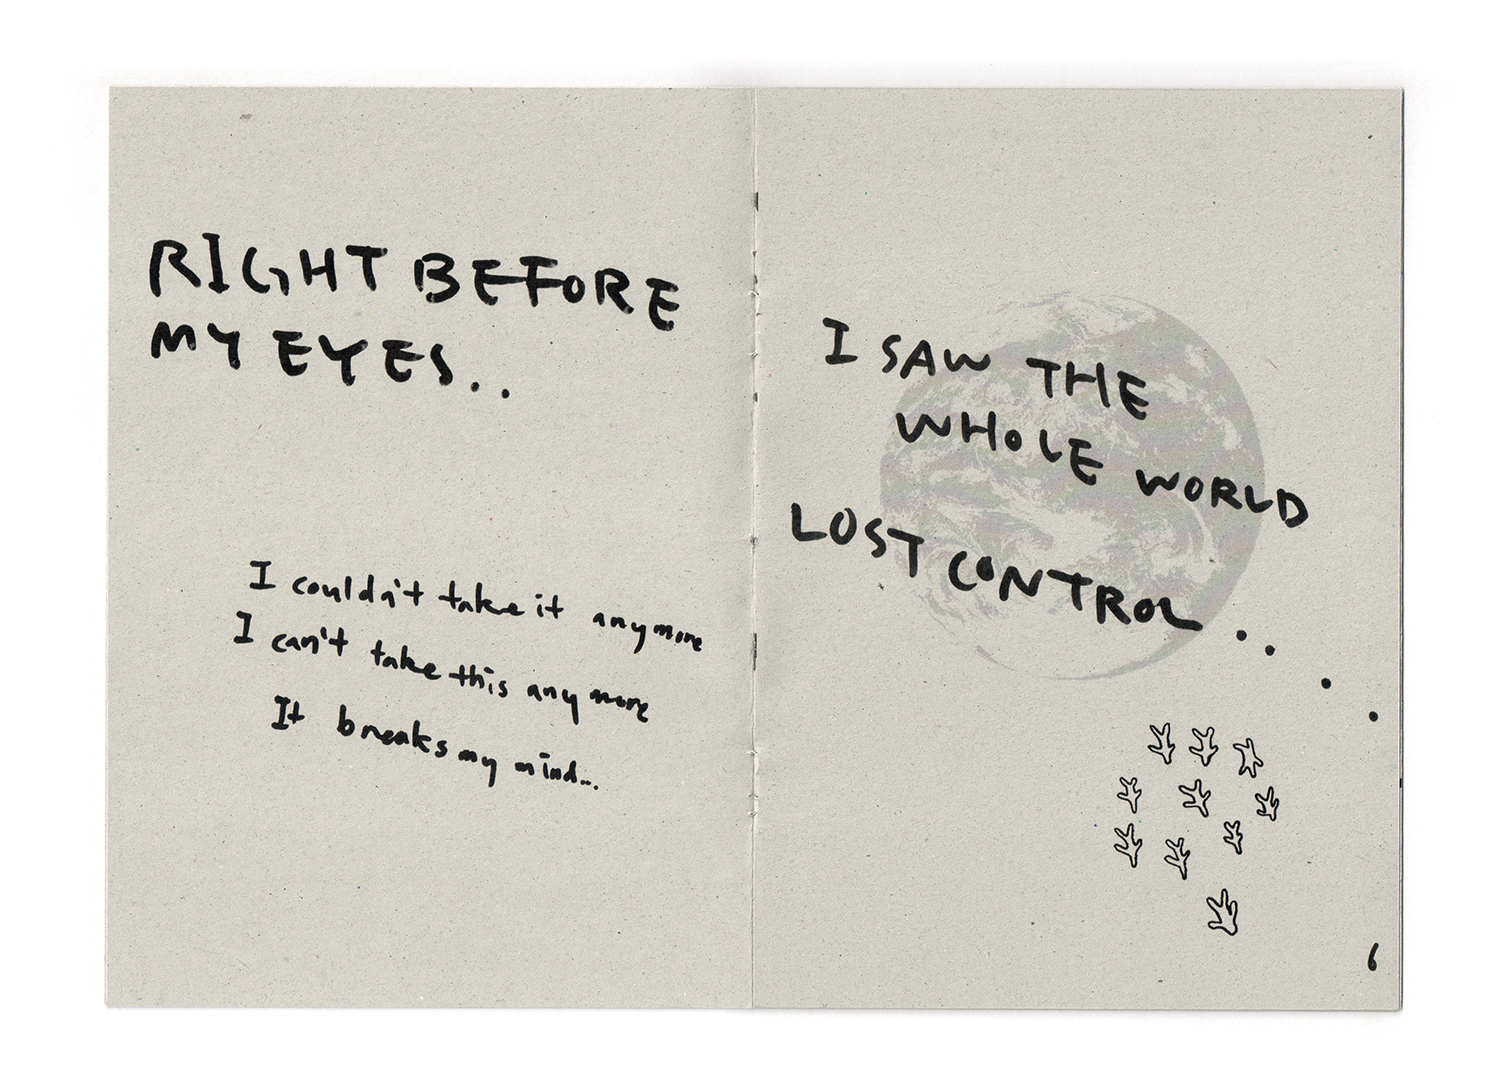 RIGHT BEFORE
MY EYES..
I couldn't take it anymore
I can't take this anymore
It breaks my mind...
I SAW THE
WHOLE WORLD
LOST CONTROL....
6